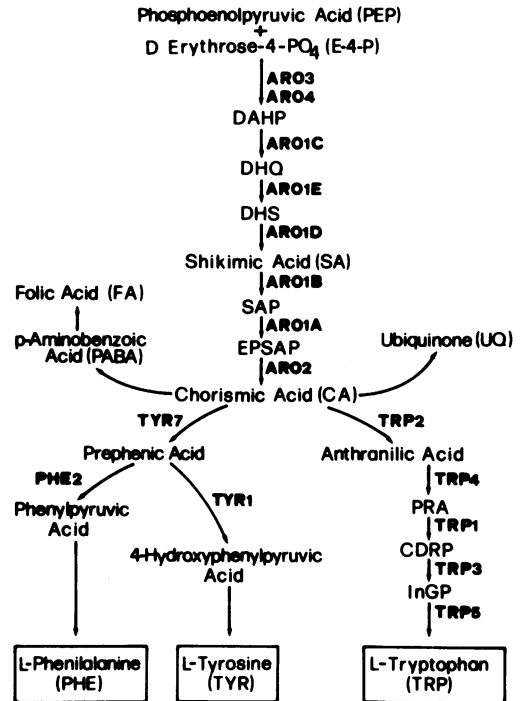 Phosphoenolpyruvic Acid (PEP)
+
D Erythrose-4-PO4 (E-4-P)
ARO3
ARO4
DAHP
ARO1C
DHQ
ARO1E
DHS
ARO1D
Shikimic Acid (SA)
ARO1B
SAP
ARO1A
EPSAP
ARO2
Folic Acid (FA)
p-Aminobenzoic
Acid (PABA)
Ubiquinone (UQ)
Chorismic Acid (CA)
TYR7
TRP2
Prephenic Acid
Anthranilic Acid
PHE2
TYR1
TRP4
Phenylpyruvic
Acid
PRA
TRP1
4-Hydroxyphenylpyruvic
Acid
CDRP
TRP3
InGP
TRP5
L-Phenilalanine
(PHE)
L-Tyrosine
(TYR)
L-Tryptophan
(TRP)